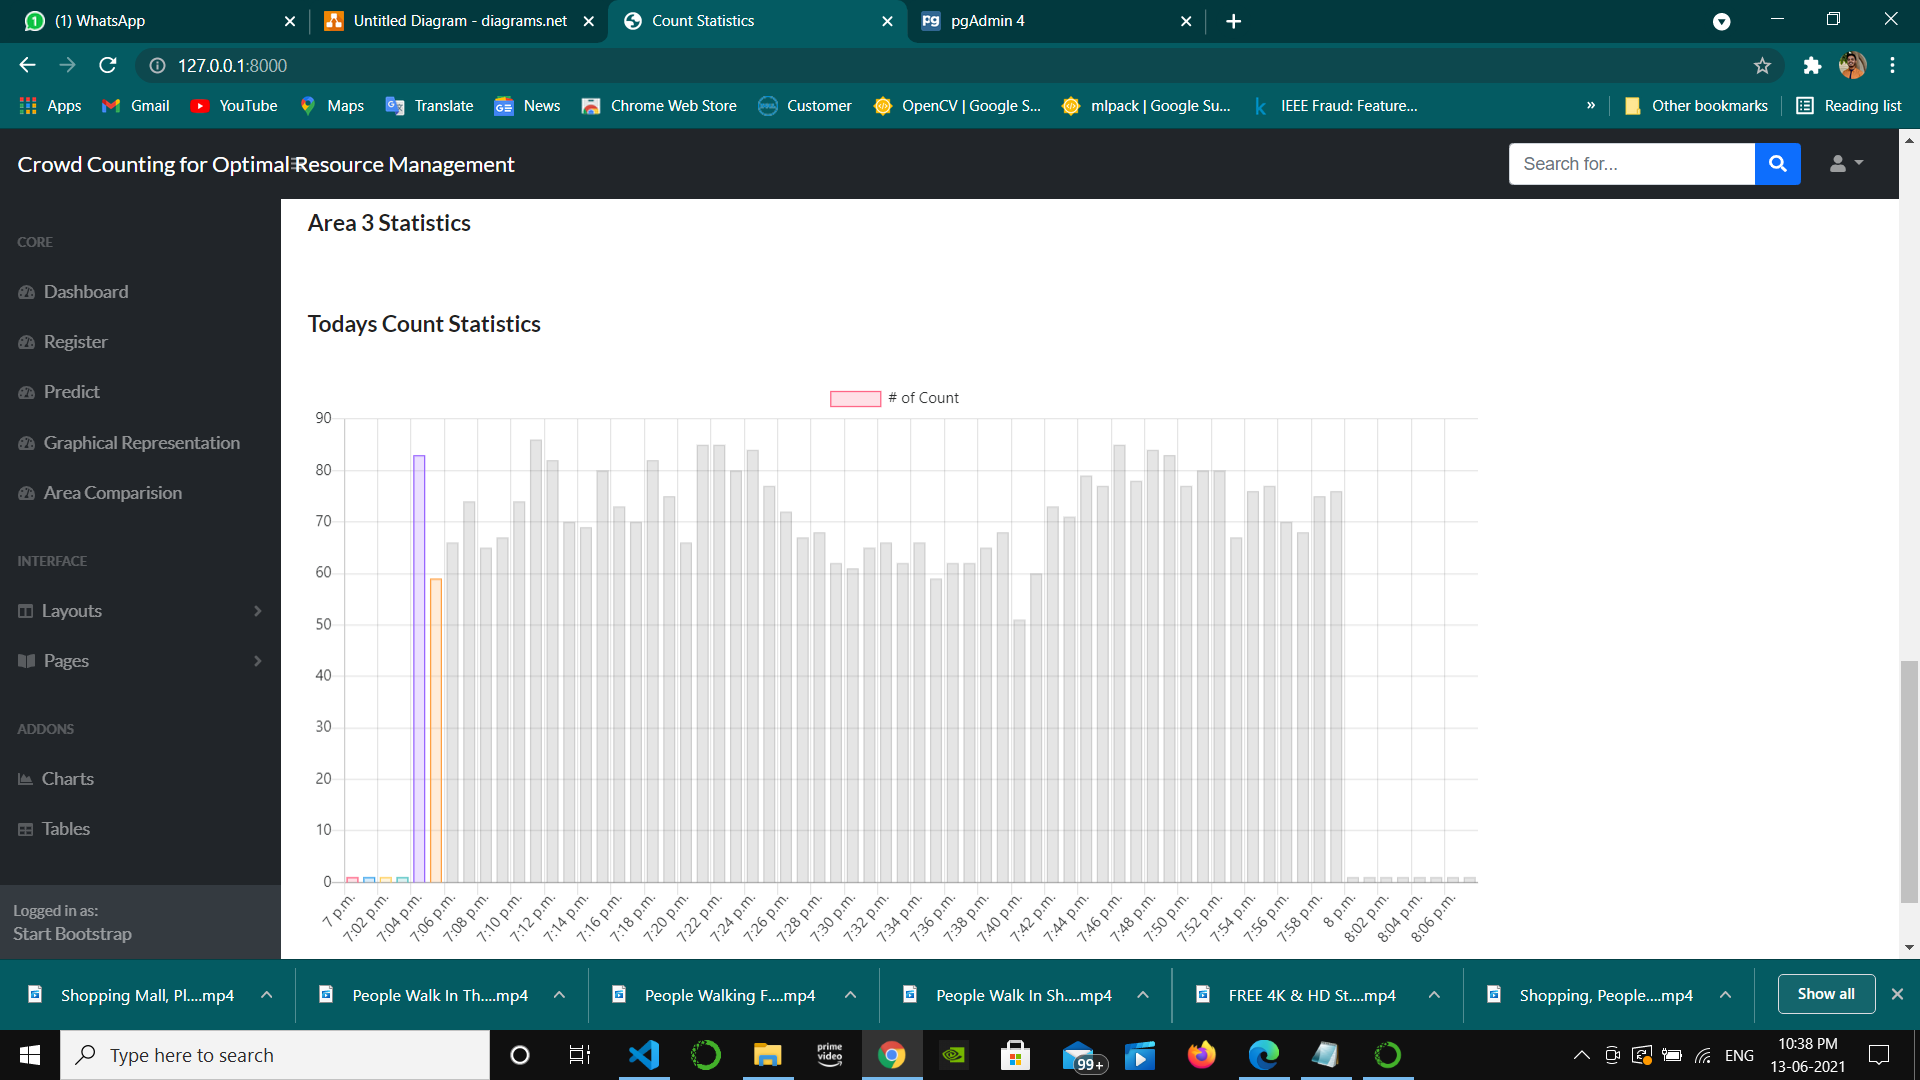 (1) WhatsApp
Untitled Diagram - diagrams.net
Count Statistics
pgAdmin 4
127.0.0.1:8000
Apps
Gmail
YouTube
Maps
Translate
News
Chrome Web Store
Customer
OpenCV | Google S...
mlpack | Google Su...
IEEE Fraud: Feature...
»
Other bookmarks
Reading list
Crowd Counting for Optimal Resource Management
Search for...
CORE
Dashboard
Register
Predict
Graphical Representation
Area Comparision
INTERFACE
Layouts
Pages
ADDONS
Charts
Tables
Logged in as:
Start Bootstrap
Area 3 Statistics
Todays Count Statistics
# of Count
90
80
70
60
50
40
30
20
10
0
7 p.m.
7:02 p.m.
7:04 p.m.
7:06 p.m.
7:08 p.m.
7:10 p.m.
7:12 p.m.
7:14 p.m.
7:16 p.m.
7:18 p.m.
7:20 p.m.
7:22 p.m.
7:24 p.m.
7:26 p.m.
7:28 p.m.
7:30 p.m.
7:32 p.m.
7:34 p.m.
7:36 p.m.
7:38 p.m.
7:40 p.m.
7:42 p.m.
7:44 p.m.
7:46 p.m.
7:48 p.m.
7:50 p.m.
7:52 p.m.
7:54 p.m.
7:56 p.m.
7:58 p.m.
8 p.m.
8:02 p.m.
8:04 p.m.
8:06 p.m.
Shopping Mall, Pl....mp4
People Walk In Th....mp4
People Walking F....mp4
People Walk In Sh....mp4
FREE 4K & HD St....mp4
Shopping, People....mp4
Show all
Type here to search
prime
video
99+
ENG
10:38 PM
13-06-2021